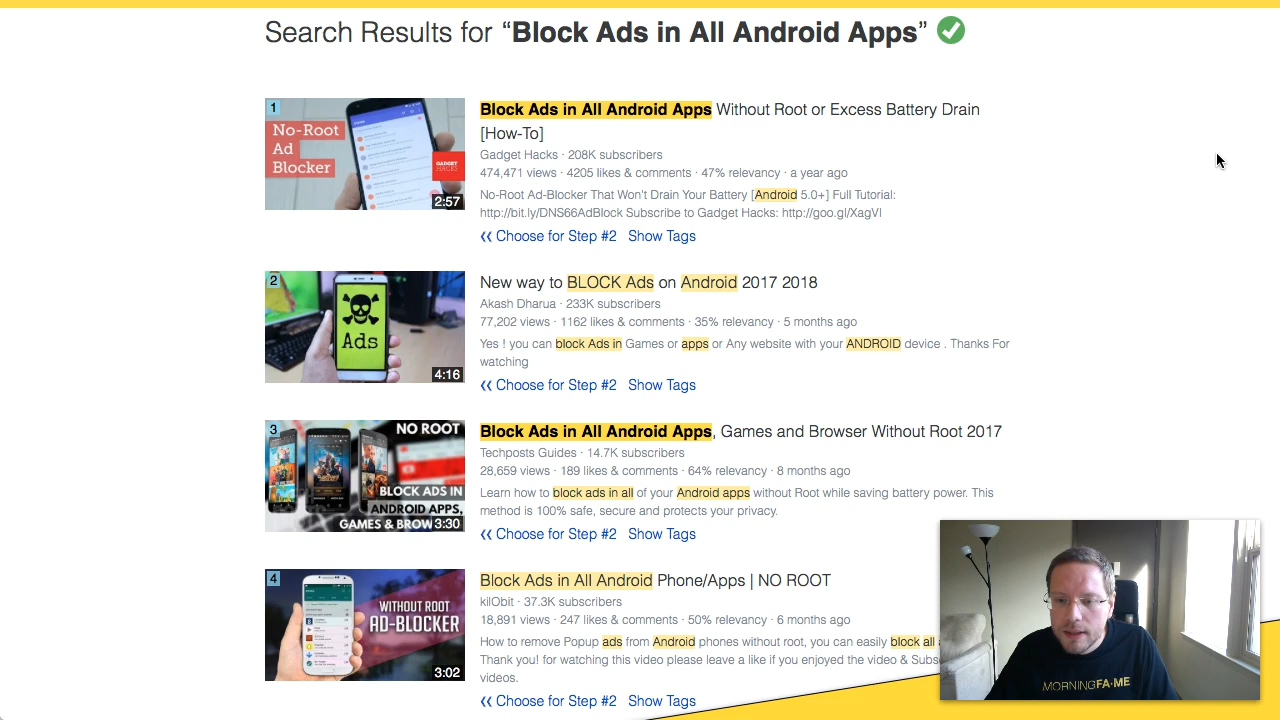 Search Results for “Block Ads in All Android Apps”
1
No-Root
Ad
Blocker
GADGET
HACKS
2:57
Block Ads in All Android Apps Without Root or Excess Battery Drain
[How-To]
Gadget Hacks · 208K subscribers
474,471 views · 4205 likes & comments · 47% relevancy · a year ago
No-Root Ad-Blocker That Won't Drain Your Battery [Android 5.0+] Full Tutorial:
http://bit.ly/DNS66AdBlock Subscribe to Gadget Hacks: http://goo.gl/XagVl
‹‹ Choose for Step #2 Show Tags
2
Ads
4:16
New way to BLOCK Ads on Android 2017 2018
Akash Dharua · 233K subscribers
77,202 views · 1162 likes & comments · 35% relevancy · 5 months ago
Yes ! you can block Ads in Games or apps or Any website with your ANDROID device . Thanks For
watching
‹‹ Choose for Step #2 Show Tags
3
NO ROOT
BLOCK ADS IN
ANDROID APPS,
GAMES & BROW
3:30
Block Ads in All Android Apps, Games and Browser Without Root 2017
Techposts Guides · 14.7K subscribers
28,659 views · 189 likes & comments · 64% relevancy · 8 months ago
Learn how to block ads in all of your Android apps without Root while saving battery power. This
method is 100% safe, secure and protects your privacy.
‹‹ Choose for Step #2 Show Tags
4
WITHOUT ROOT
AD-BLOCKER
3:02
Block Ads in All Android Phone/Apps | NO ROOT
kilObit · 37.3K subscribers
18,891 views · 247 likes & comments · 50% relevancy · 6 months ago
How to remove Popup ads from Android phones without root, you can easily block all
Thank you! for watching this video please leave a like if you enjoyed the video & Subs
videos.
‹‹ Choose for Step #2 Show Tags
MORNINGFA·ME